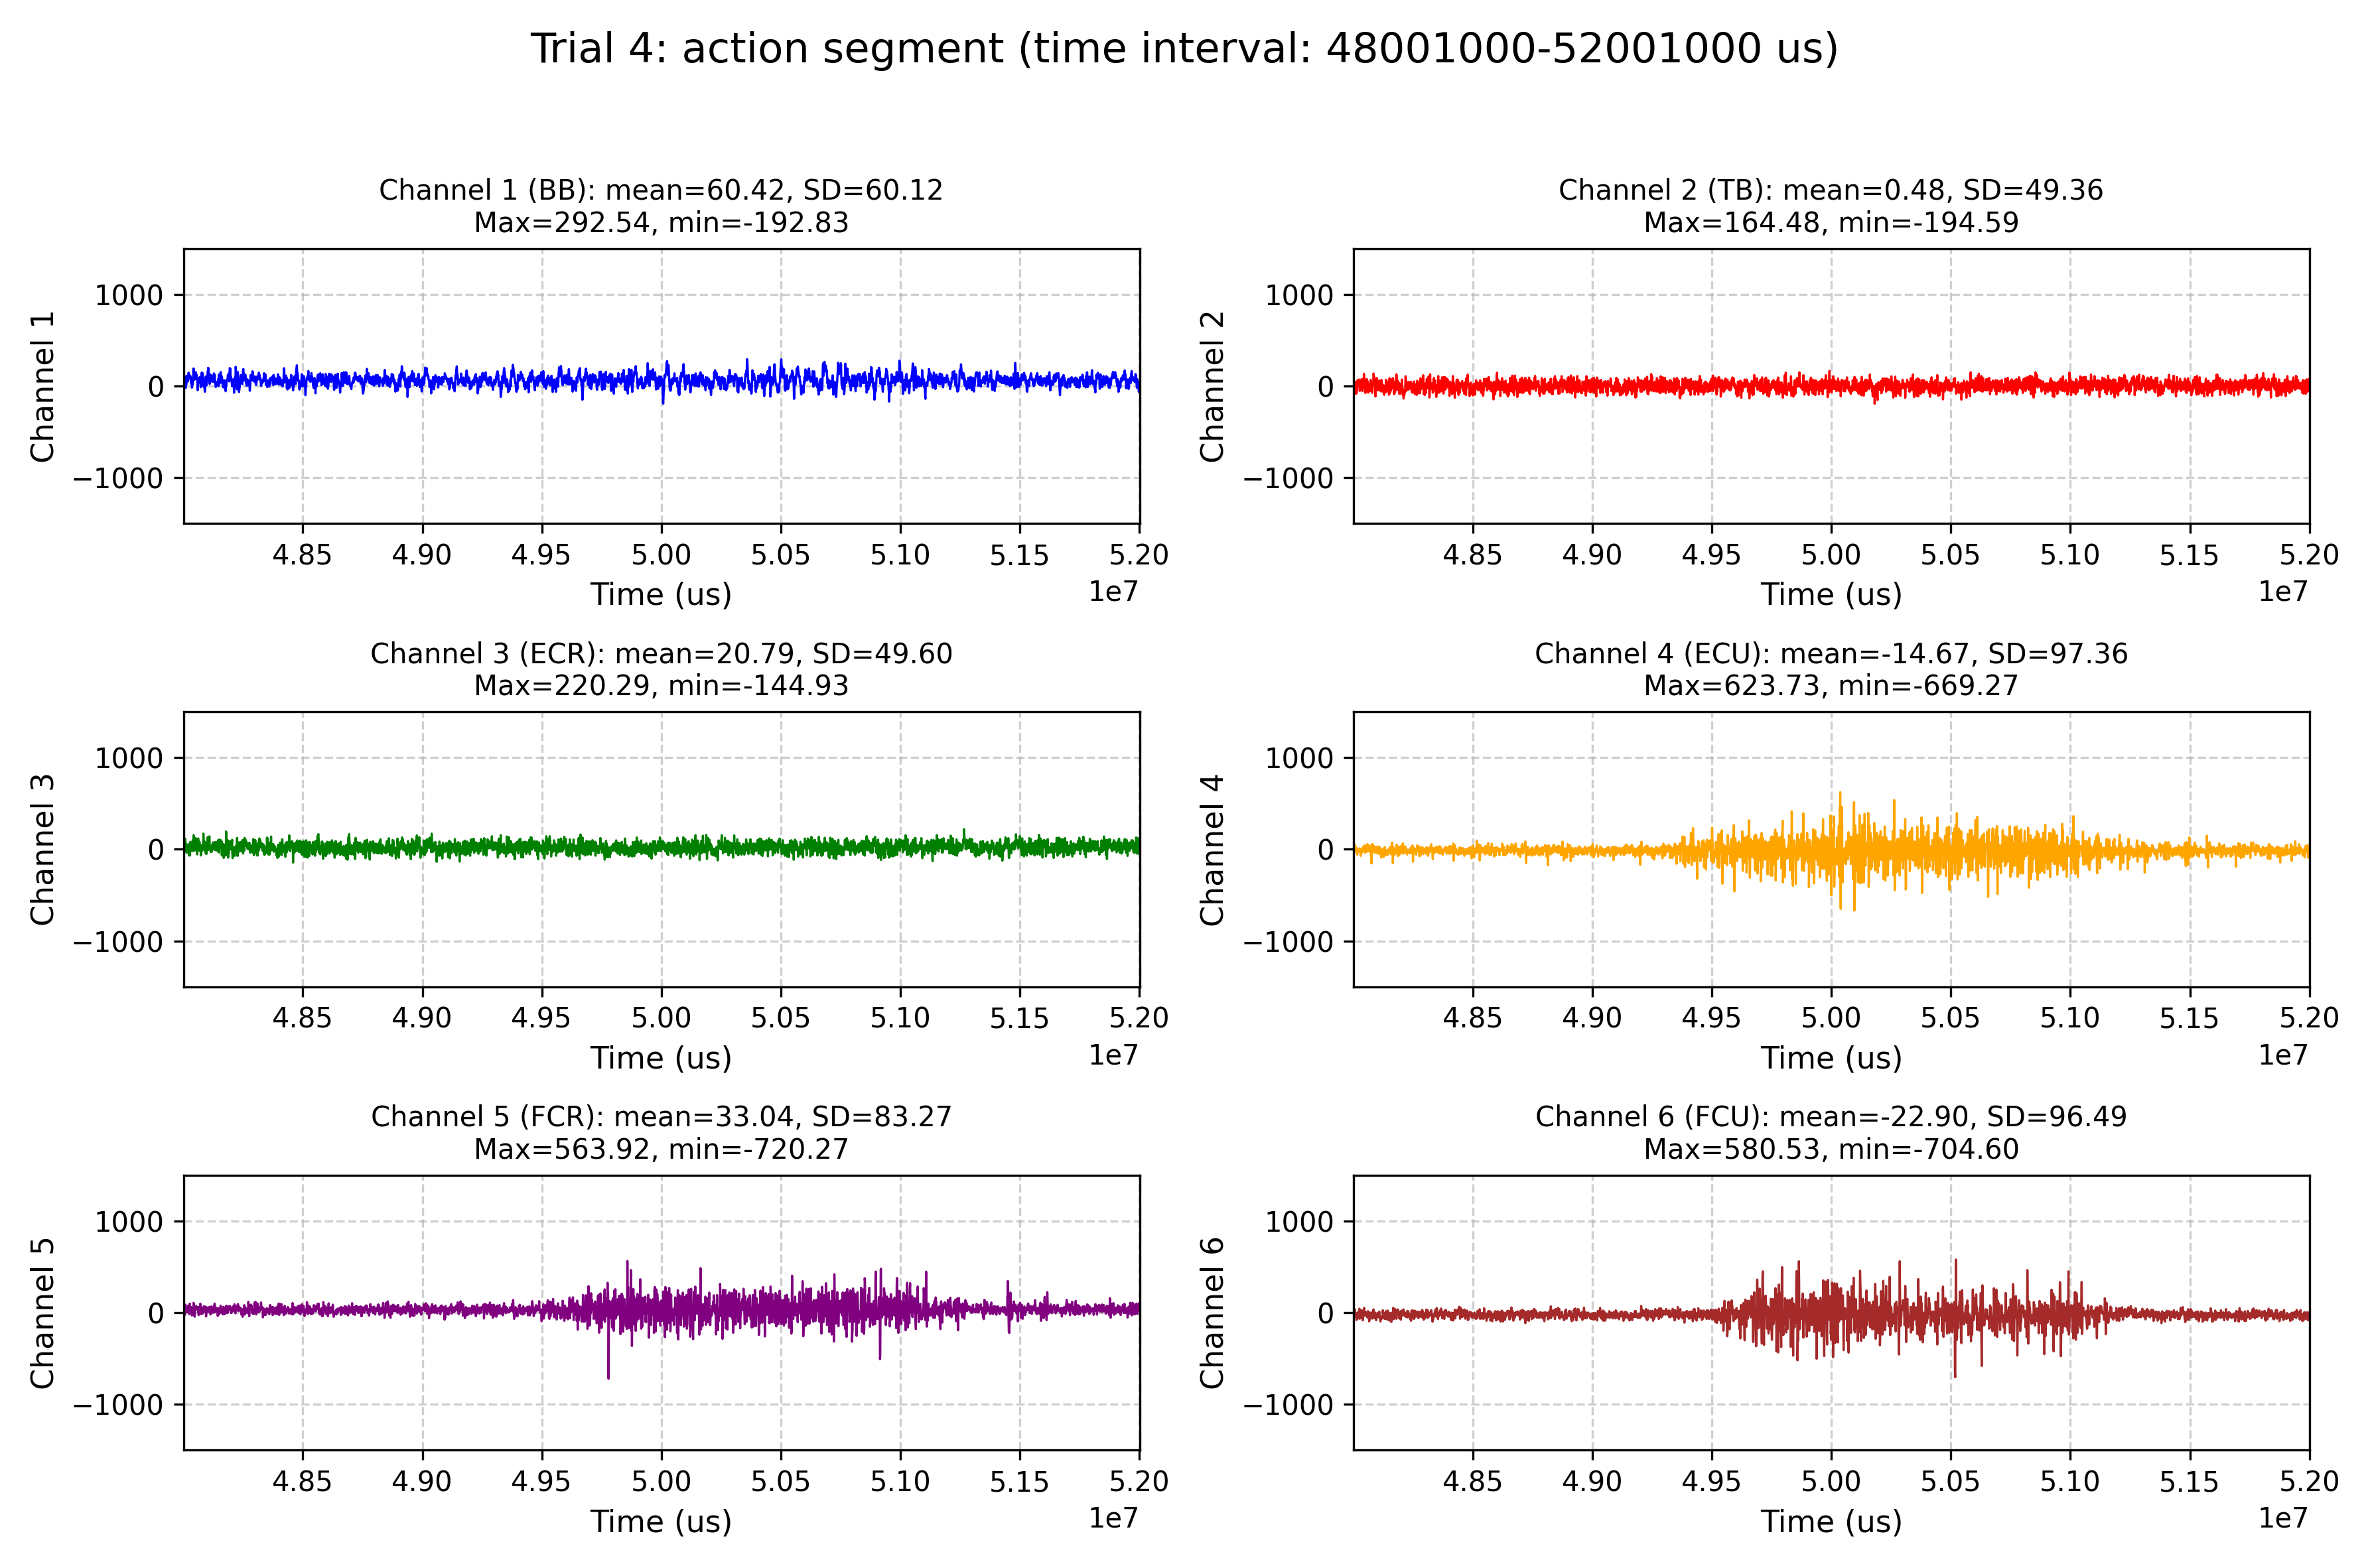 Trial 4: action segment (time interval: 48001000-52001000 us)
Channel 1 (BB): mean=60.42, SD=60.12
Max=292.54, min=-192.83
Channel 1
1000
0
−1000
4.85 4.90 4.95 5.00 5.05 5.10 5.15 5.20
Time (us)
1e7
Channel 2 (TB): mean=0.48, SD=49.36
Max=164.48, min=-194.59
Channel 2
1000
0
−1000
4.85 4.90 4.95 5.00 5.05 5.10 5.15 5.20
Time (us)
1e7
Channel 3 (ECR): mean=20.79, SD=49.60
Max=220.29, min=-144.93
Channel 3
1000
0
−1000
4.85 4.90 4.95 5.00 5.05 5.10 5.15 5.20
Time (us)
1e7
Channel 4 (ECU): mean=-14.67, SD=97.36
Max=623.73, min=-669.27
Channel 4
1000
0
−1000
4.85 4.90 4.95 5.00 5.05 5.10 5.15 5.20
Time (us)
1e7
Channel 5 (FCR): mean=33.04, SD=83.27
Max=563.92, min=-720.27
Channel 5
1000
0
−1000
4.85 4.90 4.95 5.00 5.05 5.10 5.15 5.20
Time (us)
1e7
Channel 6 (FCU): mean=-22.90, SD=96.49
Max=580.53, min=-704.60
Channel 6
1000
0
−1000
4.85 4.90 4.95 5.00 5.05 5.10 5.15 5.20
Time (us)
1e7